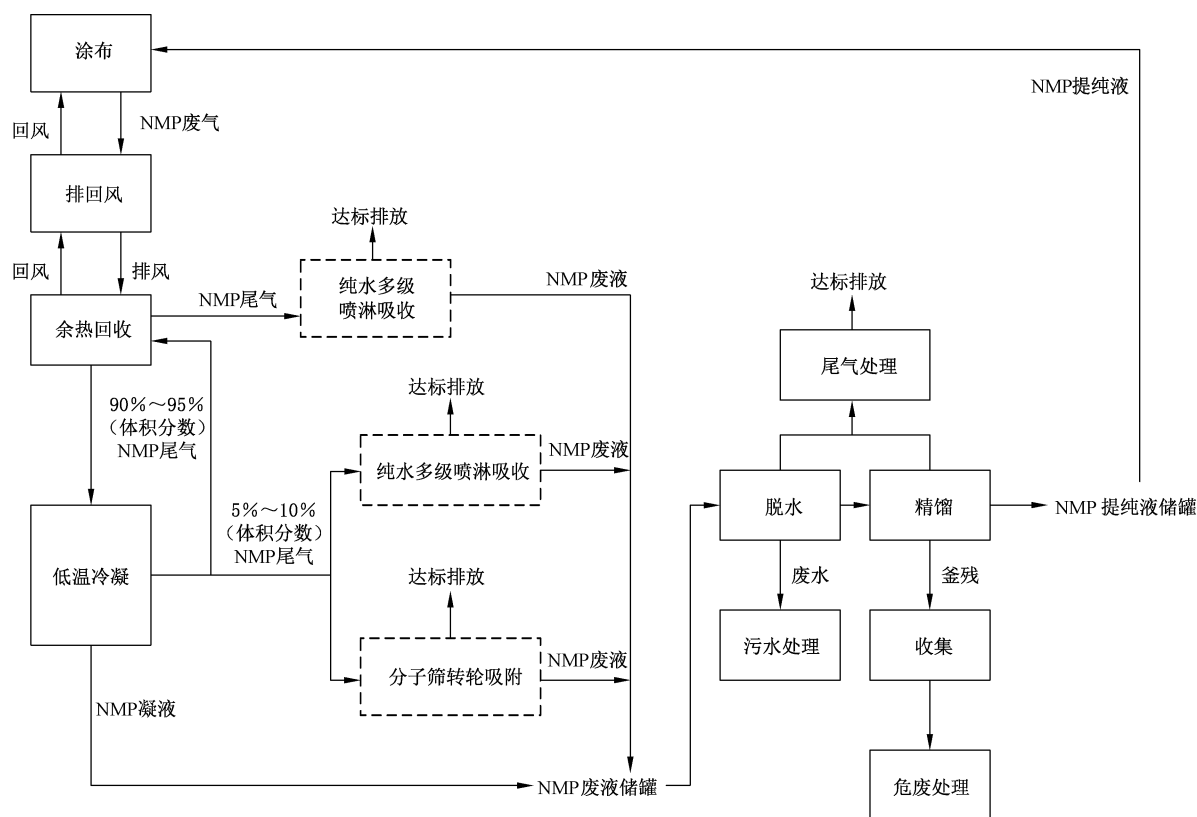 涂布
NMP提纯液
回风
NMP废气
排回风
达标排放
回风
排风
纯水多级
喷淋吸收
NMP废液
NMP尾气
余热回收
达标排放
尾气处理
90%～95%
（体积分数）
NMP尾气
达标排放
纯水多级喷淋吸收
NMP废液
5%～10%
（体积分数）
NMP尾气
脱水
精馏
NMP 提纯液储罐
低温冷凝
达标排放
废水
釜残
分子筛转轮吸附
NMP废液
污水处理
收集
NMP凝液
NMP废液储罐
危废处理